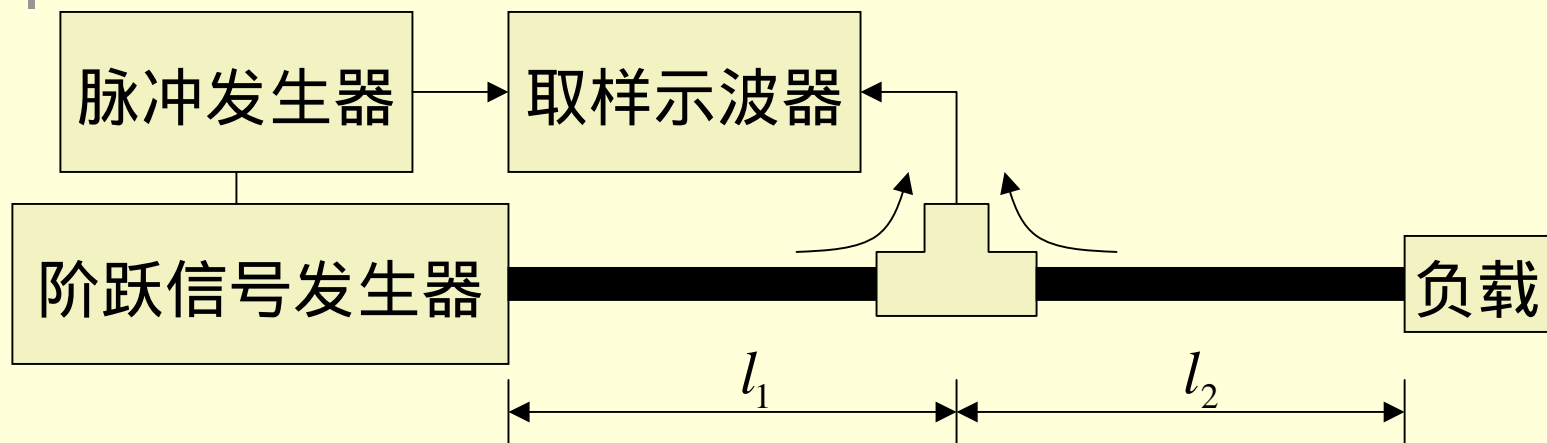 脉冲发生器
取样示波器
阶跃信号发生器
负载
l₁
l₂